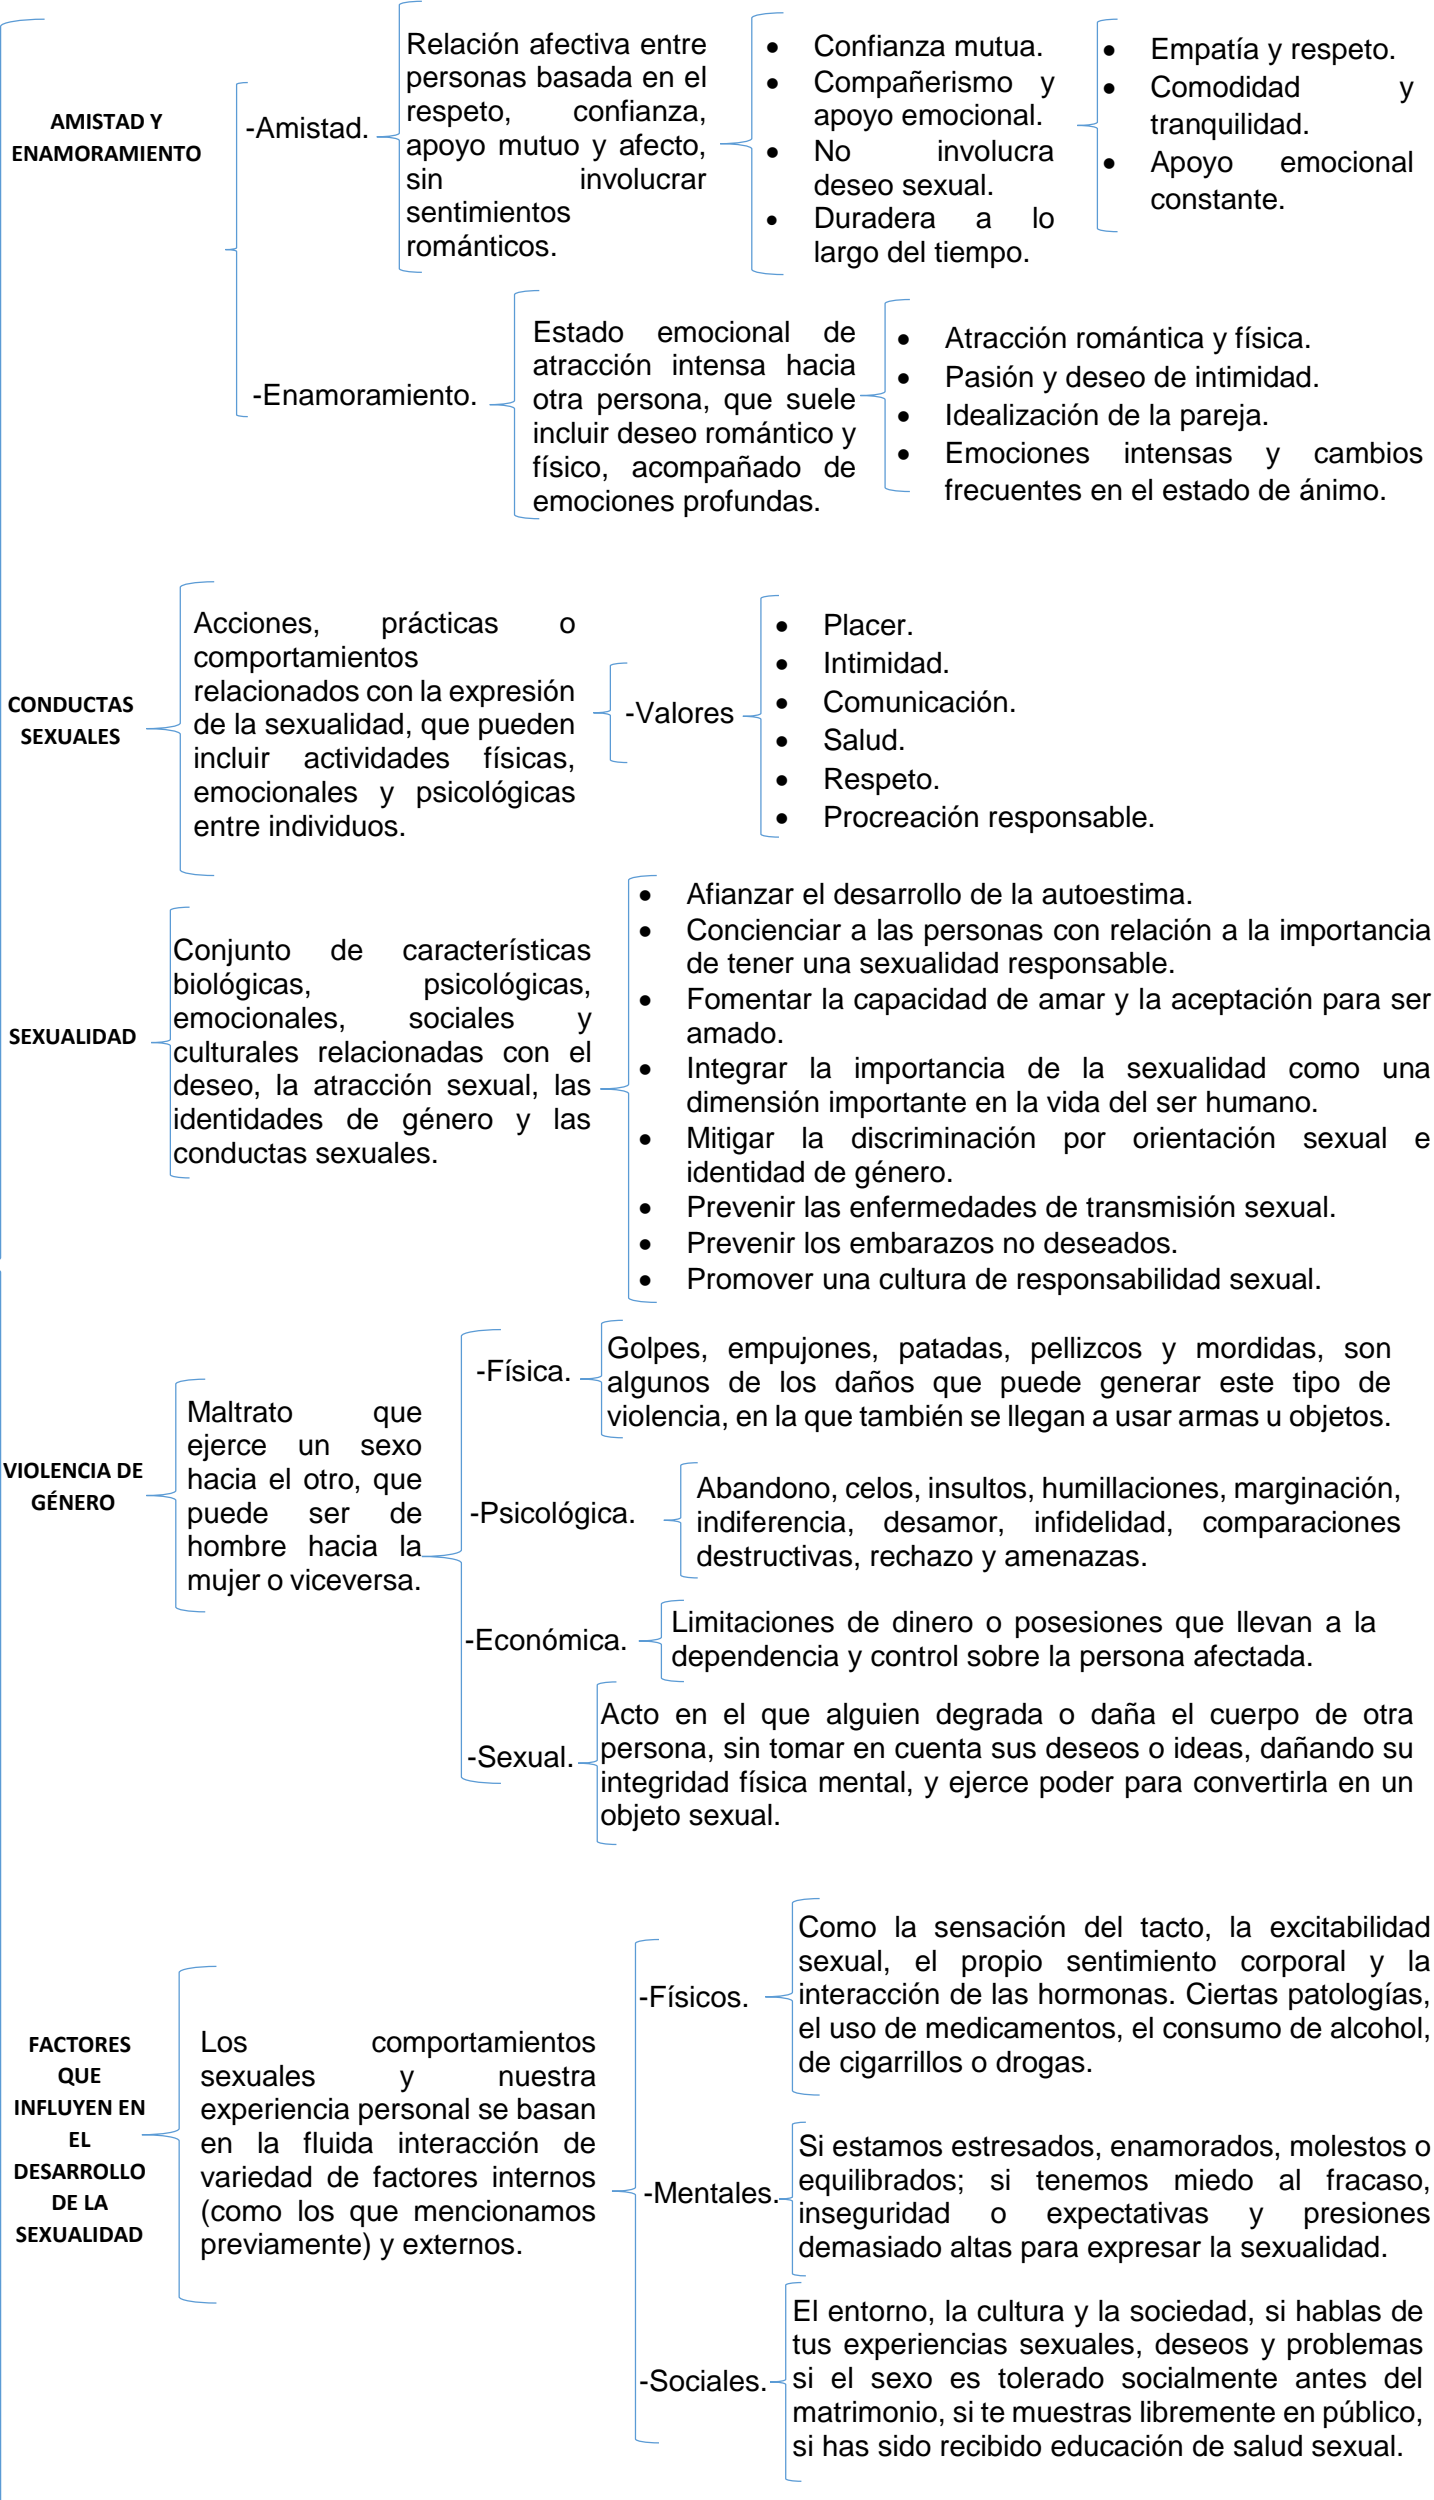 AMISTAD Y
ENAMORAMIENTO
-Amistad.
Relación afectiva entre
personas basada en el
respeto, confianza,
apoyo mutuo y afecto,
sin involucrar
sentimientos
románticos.
• Confianza mutua.
• Compañerismo y
apoyo emocional.
• No involucra
deseo sexual.
• Duradera a lo
largo del tiempo.
• Empatía y respeto.
• Comodidad y
tranquilidad.
• Apoyo emocional
constante.
-Enamoramiento.
Estado emocional de
atracción intensa hacia
otra persona, que suele
incluir deseo romántico y
físico, acompañado de
emociones profundas.
• Atracción romántica y física.
• Pasión y deseo de intimidad.
• Idealización de la pareja.
• Emociones intensas y cambios
frecuentes en el estado de ánimo.
CONDUCTAS
SEXUALES
Acciones, prácticas o
comportamientos
relacionados con la expresión
de la sexualidad, que pueden
incluir actividades físicas,
emocionales y psicológicas
entre individuos.
-Valores
• Placer.
• Intimidad.
• Comunicación.
• Salud.
• Respeto.
• Procreación responsable.
SEXUALIDAD
Conjunto de características
biológicas, psicológicas,
emocionales, sociales y
culturales relacionadas con el
deseo, la atracción sexual, las
identidades de género y las
conductas sexuales.
• Afianzar el desarrollo de la autoestima.
• Concienciar a las personas con relación a la importancia
de tener una sexualidad responsable.
• Fomentar la capacidad de amar y la aceptación para ser
amado.
• Integrar la importancia de la sexualidad como una
dimensión importante en la vida del ser humano.
• Mitigar la discriminación por orientación sexual e
identidad de género.
• Prevenir las enfermedades de transmisión sexual.
• Prevenir los embarazos no deseados.
• Promover una cultura de responsabilidad sexual.
VIOLENCIA DE
GÉNERO
Maltrato que
ejerce un sexo
hacia el otro, que
puede ser de
hombre hacia la
mujer o viceversa.
-Física.
Golpes, empujones, patadas, pellizcos y mordidas, son
algunos de los daños que puede generar este tipo de
violencia, en la que también se llegan a usar armas u objetos.
-Psicológica.
Abandono, celos, insultos, humillaciones, marginación,
indiferencia, desamor, infidelidad, comparaciones
destructivas, rechazo y amenazas.
-Económica.
Limitaciones de dinero o posesiones que llevan a la
dependencia y control sobre la persona afectada.
-Sexual.
Acto en el que alguien degrada o daña el cuerpo de otra
persona, sin tomar en cuenta sus deseos o ideas, dañando su
integridad física mental, y ejerce poder para convertirla en un
objeto sexual.
FACTORES
QUE
INFLUYEN EN
EL
DESARROLLO
DE LA
SEXUALIDAD
Los comportamientos
sexuales y nuestra
experiencia personal se basan
en la fluida interacción de
variedad de factores internos
(como los que mencionamos
previamente) y externos.
-Físicos.
Como la sensación del tacto, la excitabilidad
sexual, el propio sentimiento corporal y la
interacción de las hormonas. Ciertas patologías,
el uso de medicamentos, el consumo de alcohol,
de cigarrillos o drogas.
-Mentales.
Si estamos estresados, enamorados, molestos o
equilibrados; si tenemos miedo al fracaso,
inseguridad o expectativas y presiones
demasiado altas para expresar la sexualidad.
-Sociales.
El entorno, la cultura y la sociedad, si hablas de
tus experiencias sexuales, deseos y problemas
si el sexo es tolerado socialmente antes del
matrimonio, si te muestras libremente en público,
si has sido recibido educación de salud sexual.